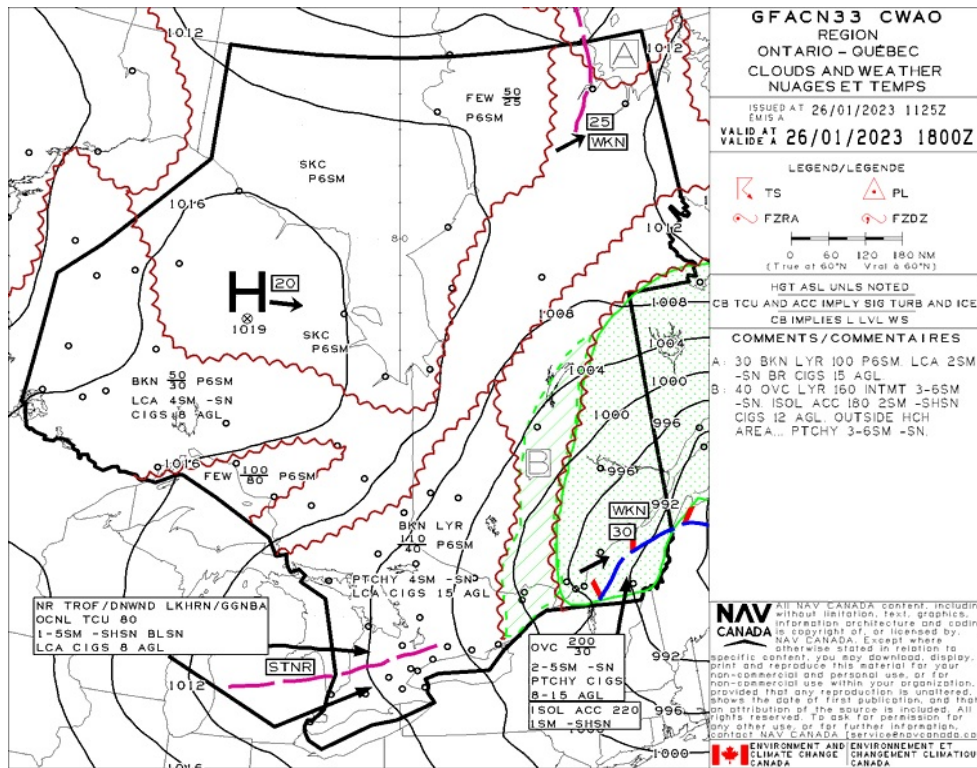 GFACN33 CWAO
REGION
ONTARIO - QUÉBEC
CLOUDS AND WEATHER
NUAGES ET TEMPS
ISSUED AT 26/01/2023 1125Z
ÉMIS A
VALID AT 26/01/2023 1800Z
VALIDE A
LEGEND/LÉGENDE
TS
PL
FZRA
FZDZ
0 60 120 180 NM
(True at 60°N Vrai à 60°N)
HGT ASL UNLS NOTED
CB TCU AND ACC IMPLY SIG TURB AND ICE
CB IMPLIES L LVL WS
COMMENTS/COMMENTAIRES
A: 30 BKN LYR 100 P6SM. LCA 2SM
-SN BR CIGS 15 AGL.
B: 40 OVC LYR 160 INTMT 3-6SM
-SN. ISOL ACC 180 2SM -SHSN
CIGS 12 AGL. OUTSIDE HCH
AREA... PTCHY 3-6SM -SN.
NAV CANADA
All NAV CANADA content, including
without limitation, text, graphics,
information architecture and coding
is copyright of, or licensed by,
NAV CANADA. Except where
otherwise stated in relation to
specific content, you may download, display,
print and reproduce this material for your
non-commercial and personal use, or for
non-commercial use within your organization,
provided that any reproduction is unaltered,
shows the date of first publication, and that
an attribution of the source is included. All
rights reserved. To ask for permission for
any other use, or for further information,
contact NAV CANADA [service@navcanada.ca
ENVIRONMENT AND
CLIMATE CHANGE
CANADA
ENVIRONNEMENT ET
CHANGEMENT CLIMATIQUE
CANADA
1012
1012
A
FEW 50/25
P6SM
25
WKN
SKC
P6SM
1016
80
1012
H
20
1019
1008
1008
SKC
P6SM
1004
1004
1000
BKN 50/30 P6SM
LCA 4SM -SN
CIGS 8 AGL
1000
996
1016
B
996
FEW 100/80 P6SM
992
BKN LYR
110/40 P6SM
WKN
30
PTCHY 4SM -SN
LCA CIGS 15 AGL
NR TROF/DNWND LKHRN/GGNBA
OCNL TCU 80
1-5SM -SHSN BLSN
LCA CIGS 8 AGL
STNR
OVC 200/30
2-5SM -SN
PTCHY CIGS
8-15 AGL
ISOL ACC 220
1SM -SHSN
992
1012
996
1000
1000
1016